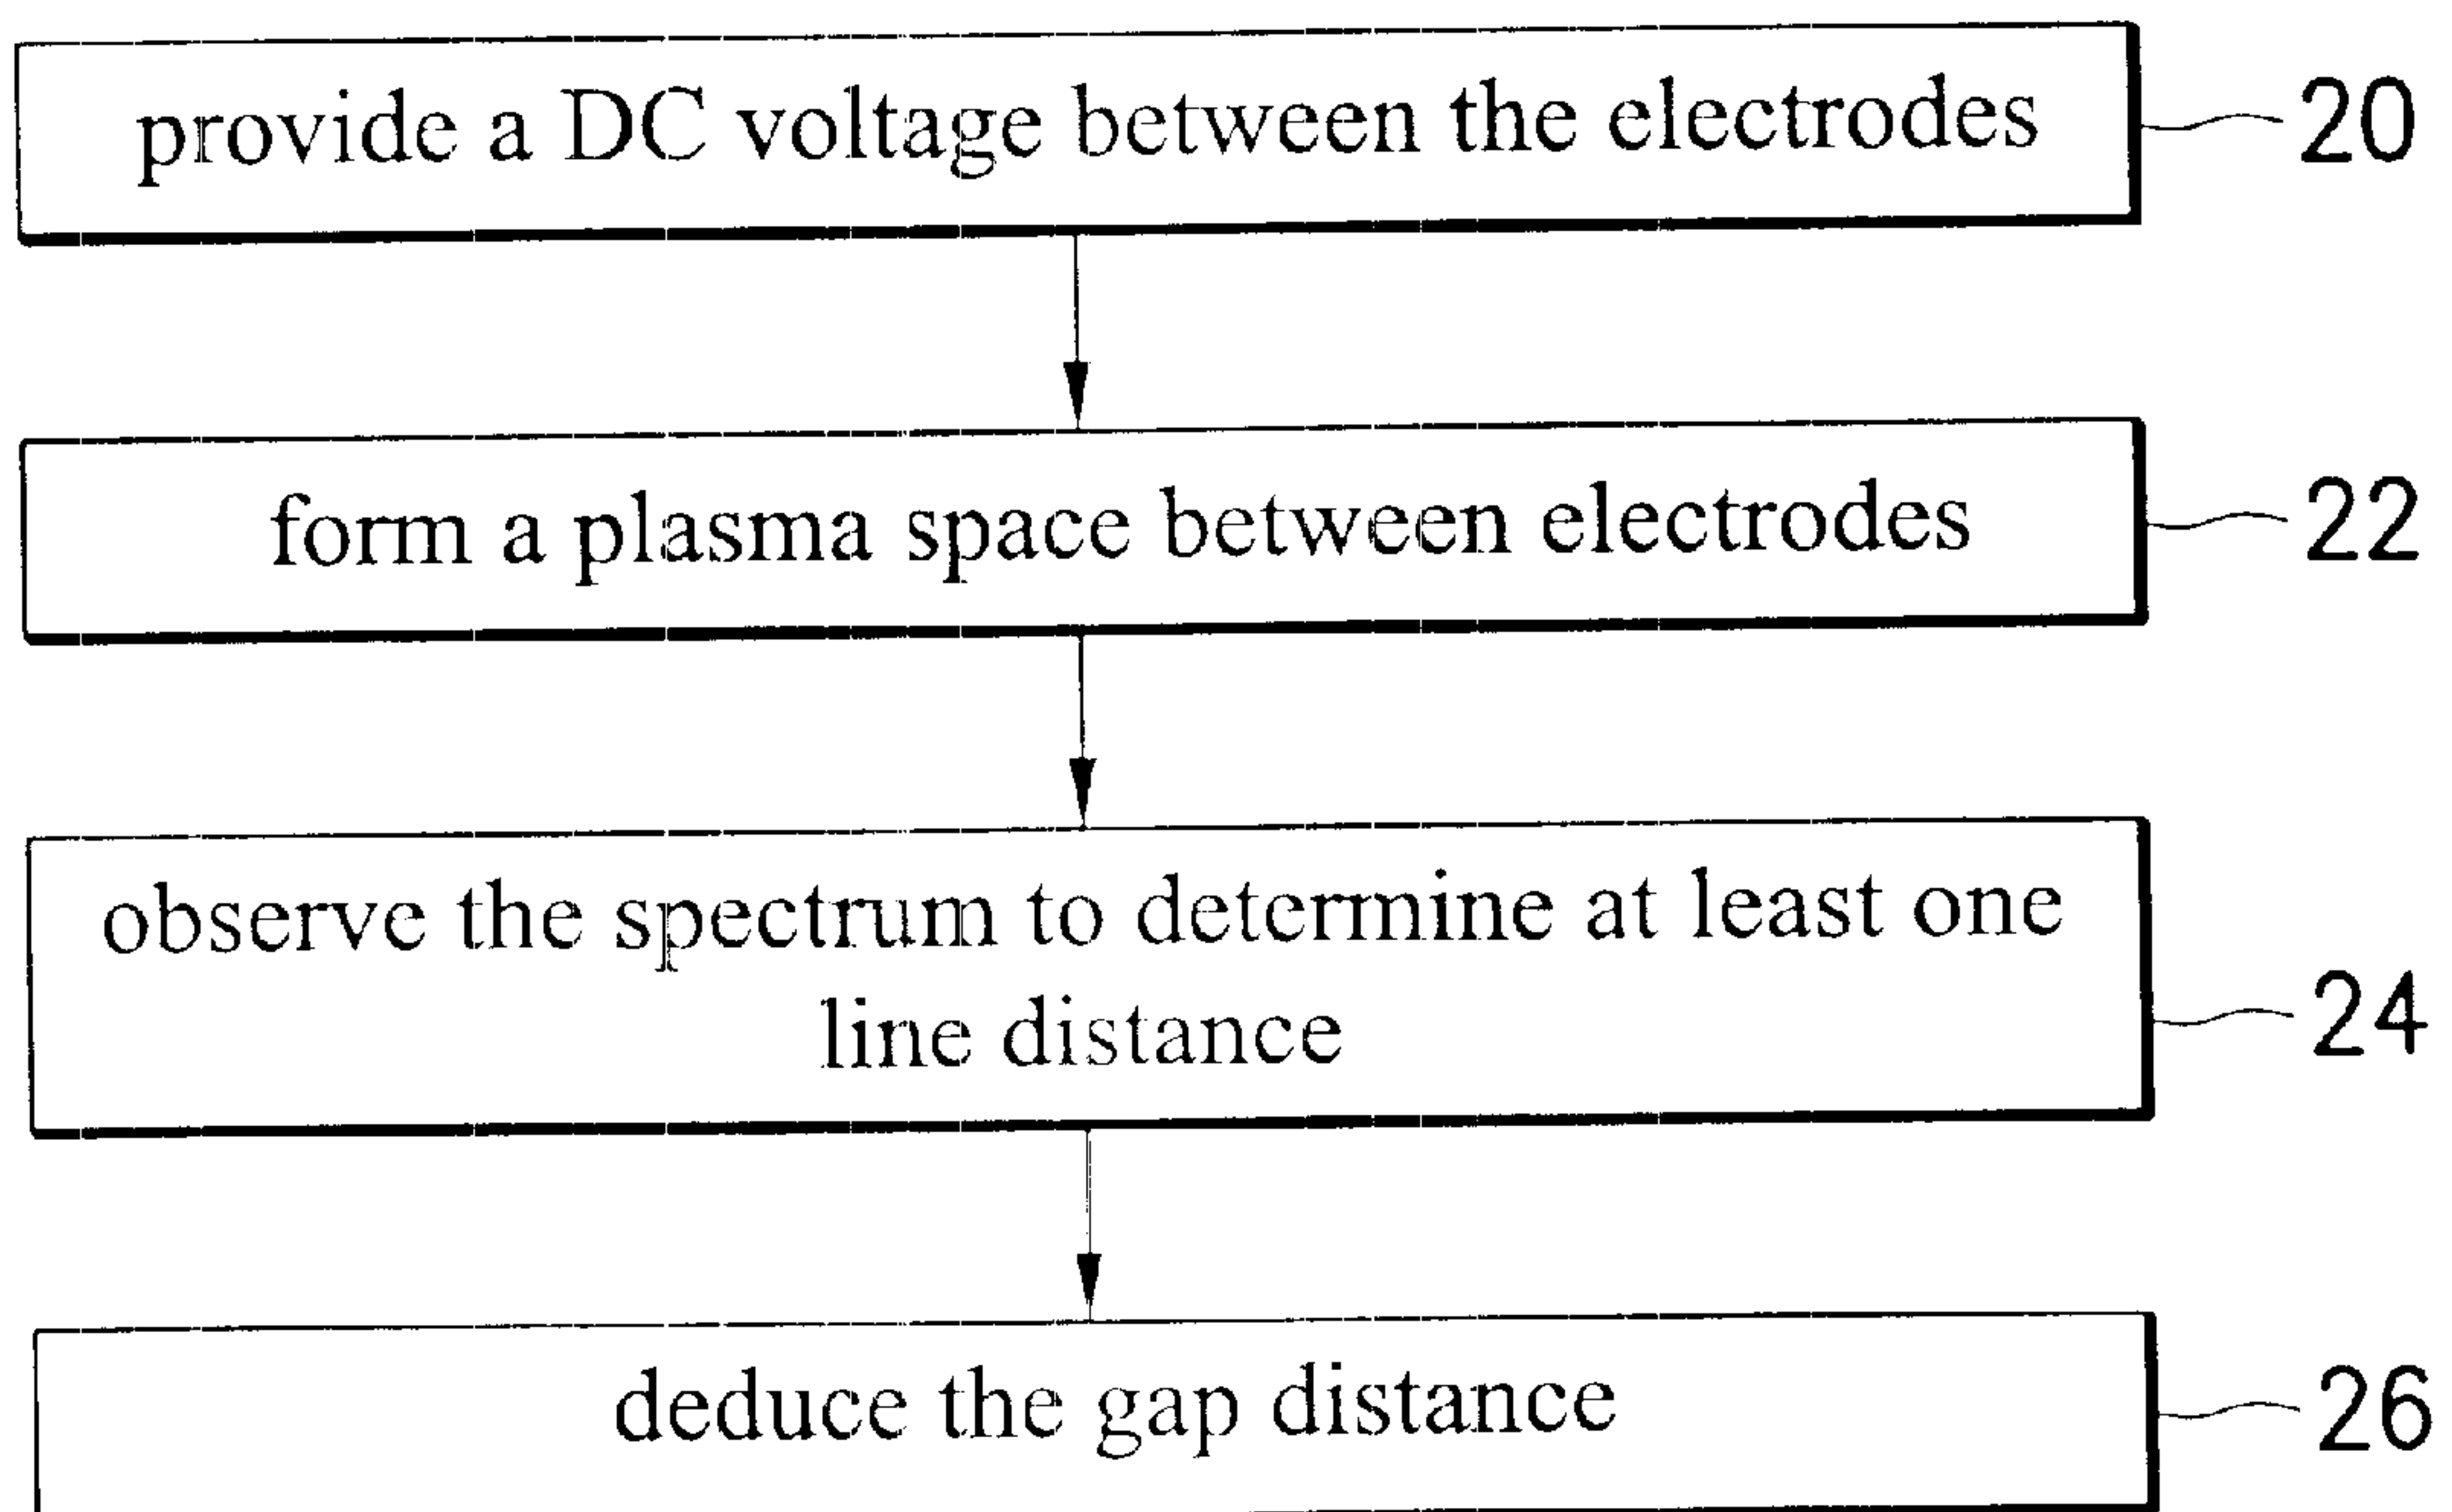 provide a DC voltage between the electrodes
20
form a plasma space between electrodes
22
observe the spectrum to determine at least one
line distance
24
deduce the gap distance
26